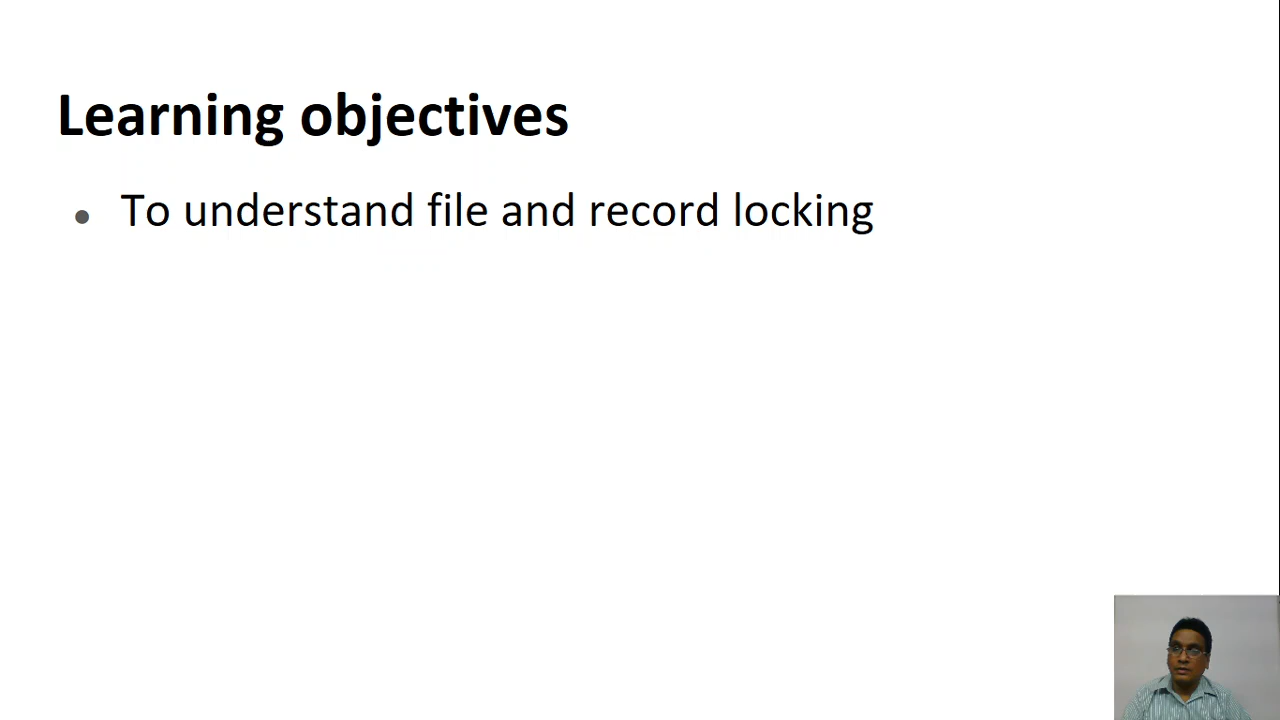 Learning objectives
● To understand file and record locking